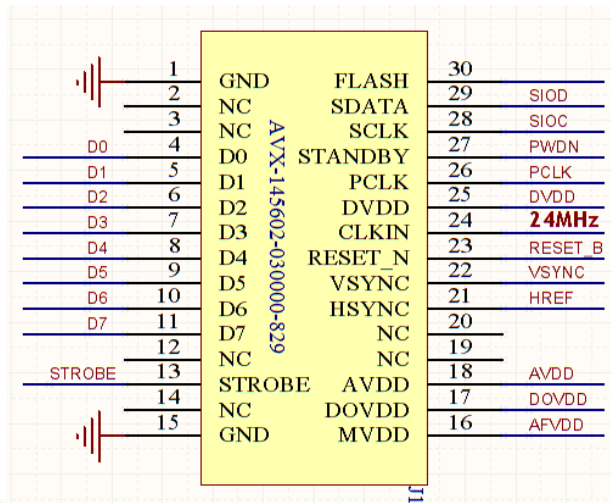 1 GND FLASH 30
2 NC SDATA 29 SIOD
3 NC SCLK 28 SIOC
D0 4 D0 STANDBY 27 PWDN
D1 5 D1 PCLK 26 PCLK
D2 6 D2 DVDD 25 DVDD
D3 7 D3 CLKIN 24 24MHz
D4 8 D4 RESET_N 23 RESET_B
D5 9 D5 VSYNC 22 VSYNC
D6 10 D6 HSYNC 21 HREF
D7 11 D7 NC 20
12 NC NC 19
STROBE 13 STROBE AVDD 18 AVDD
14 NC DOVDD 17 DOVDD
15 GND MVDD 16 AFVDD
AVX-145602-030000-829
J1